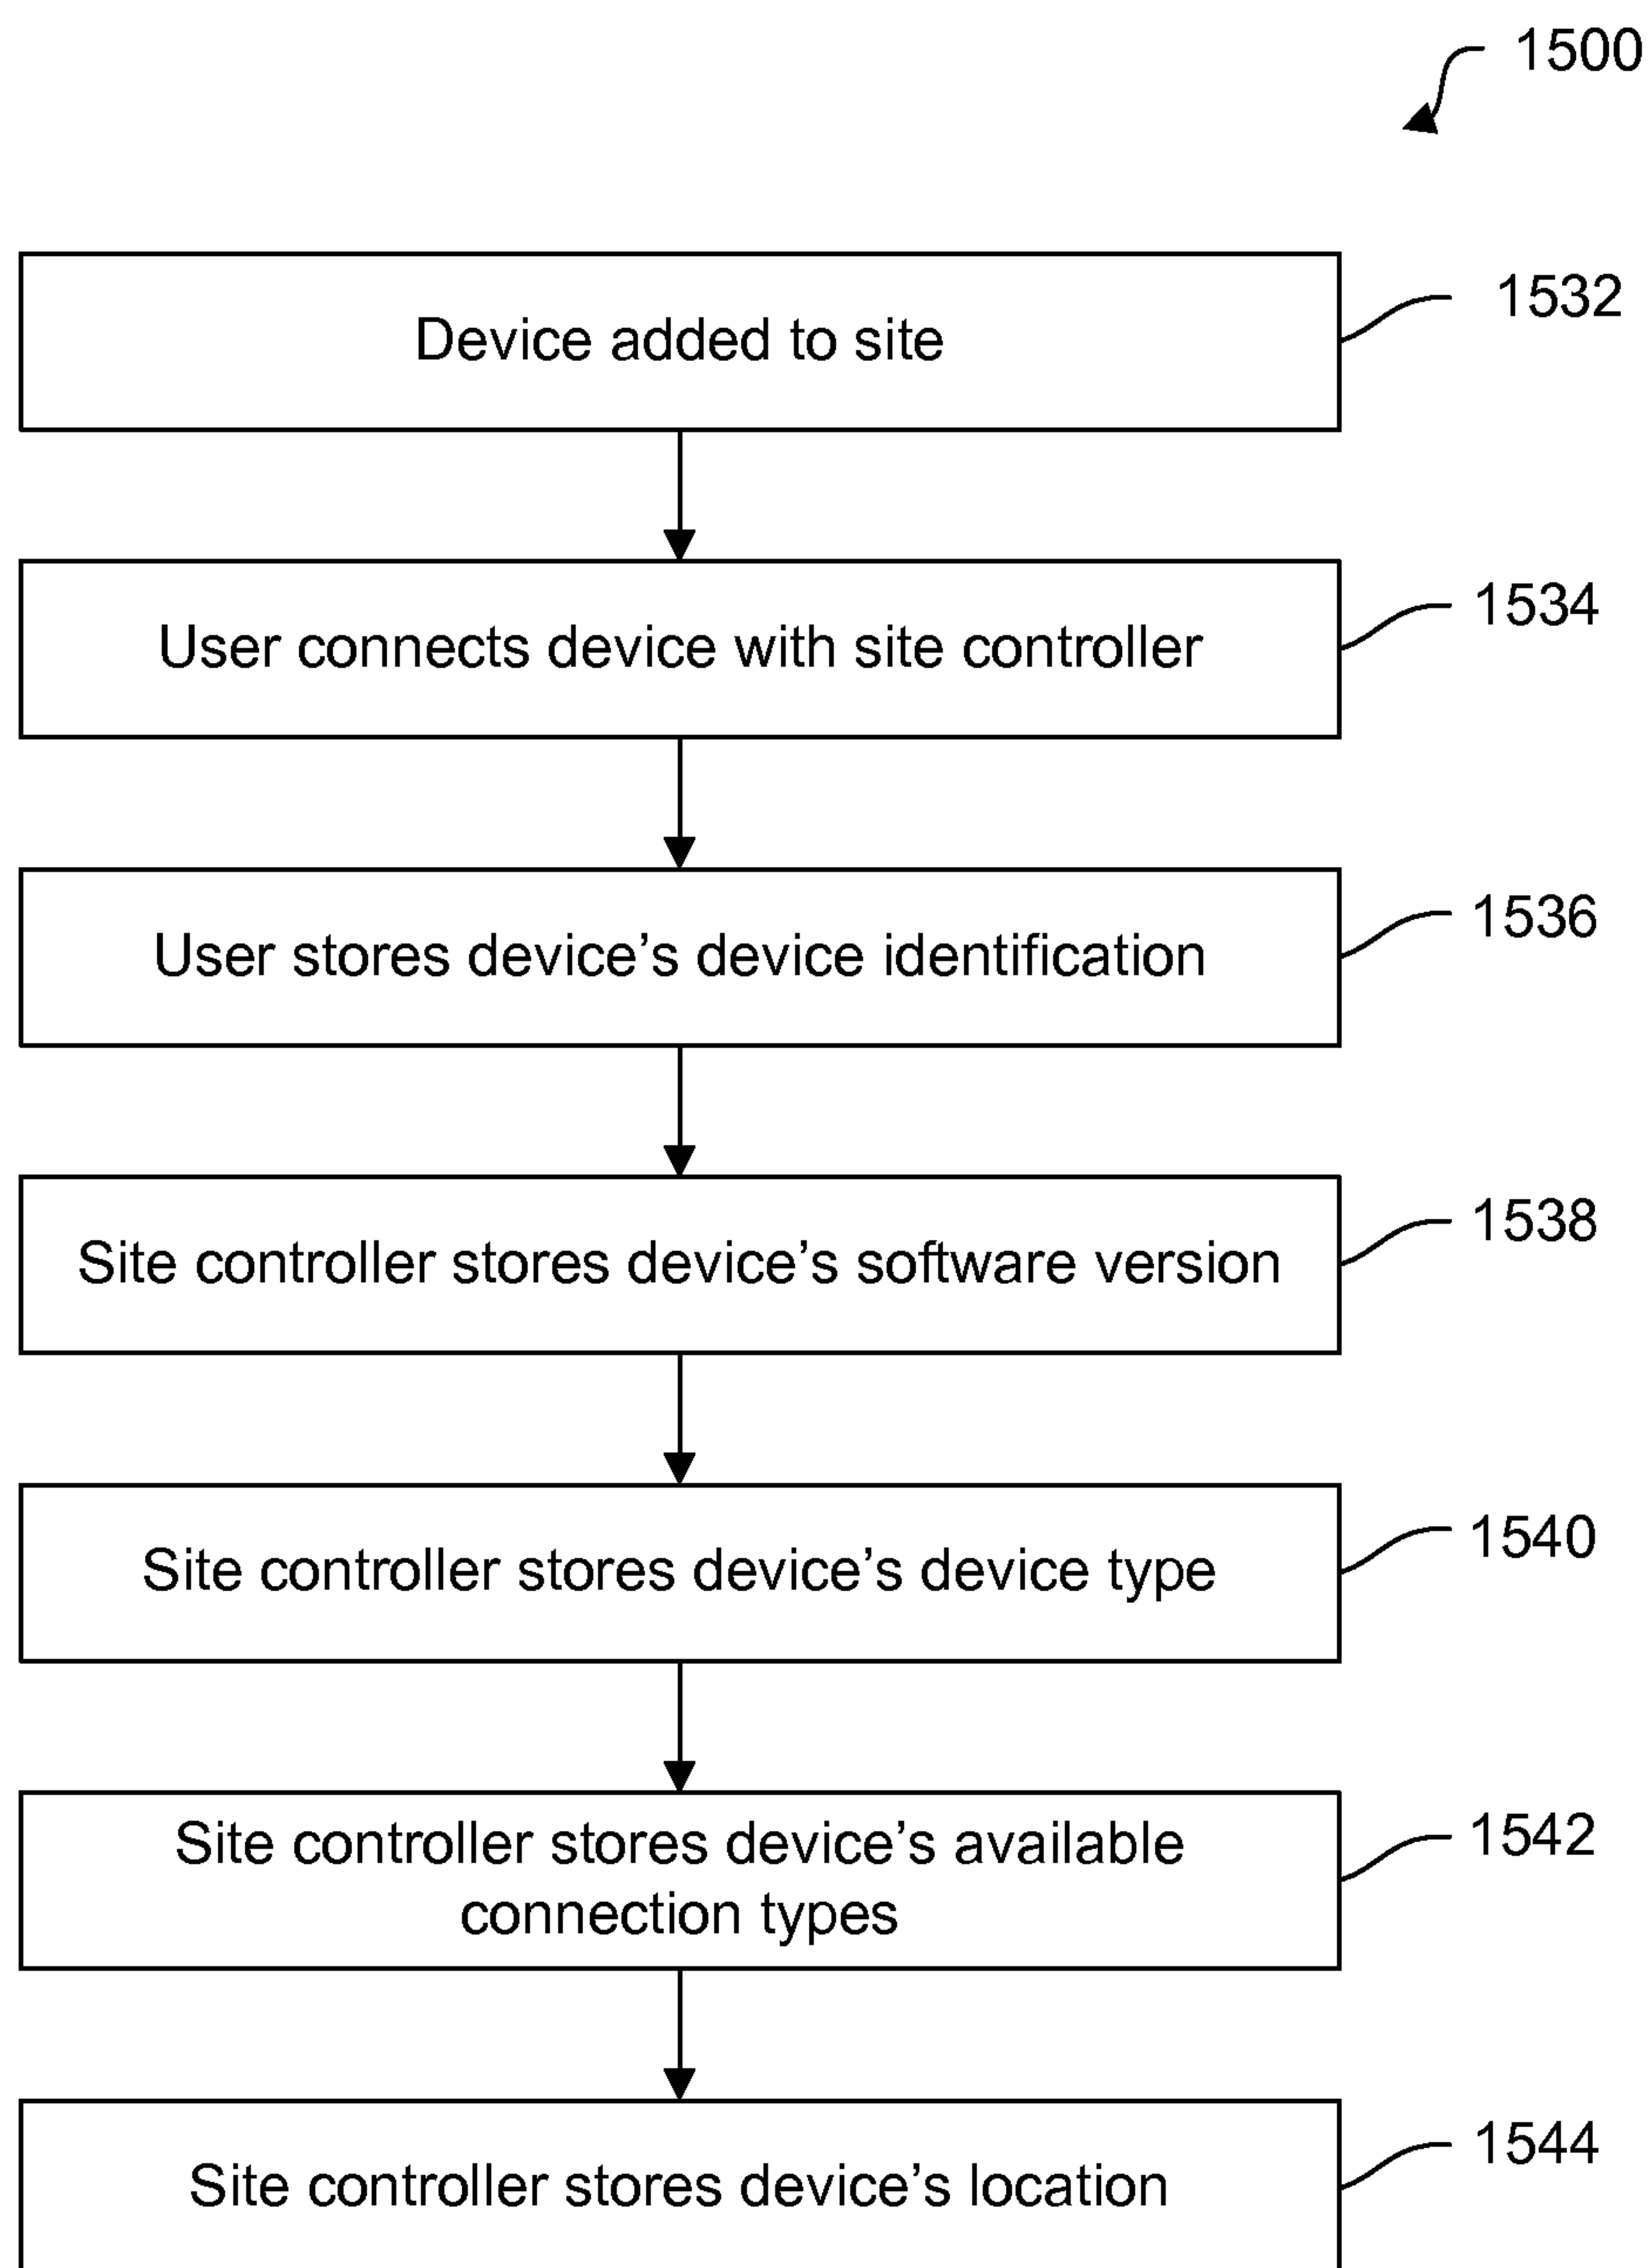 1500
Device added to site
1532
User connects device with site controller
1534
User stores device’s device identification
1536
Site controller stores device’s software version
1538
Site controller stores device’s device type
1540
Site controller stores device’s available
connection types
1542
Site controller stores device’s location
1544